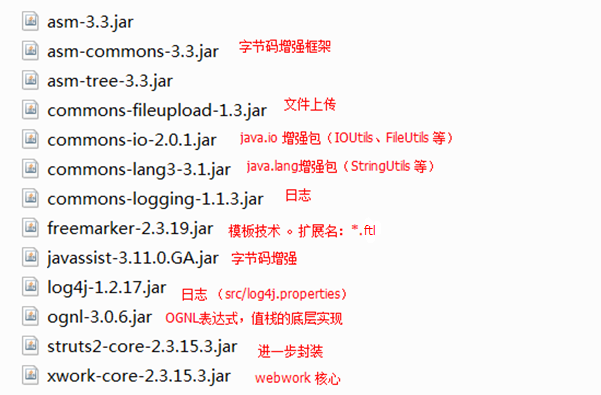 asm-3.3.jar
asm-commons-3.3.jar 字节码增强框架
asm-tree-3.3.jar
commons-fileupload-1.3.jar 文件上传
commons-io-2.0.1.jar java.io 增强包（IOUtils、FileUtils 等）
commons-lang3-3.1.jar java.lang增强包（StringUtils 等）
commons-logging-1.1.3.jar 日志
freemarker-2.3.19.jar 模板技术 。扩展名：*.ftl
javassist-3.11.0.GA.jar 字节码增强
log4j-1.2.17.jar 日志 （src/log4j.properties）
ognl-3.0.6.jar OGNL表达式，值栈的底层实现
struts2-core-2.3.15.3.jar 进一步封装
xwork-core-2.3.15.3.jar webwork 核心